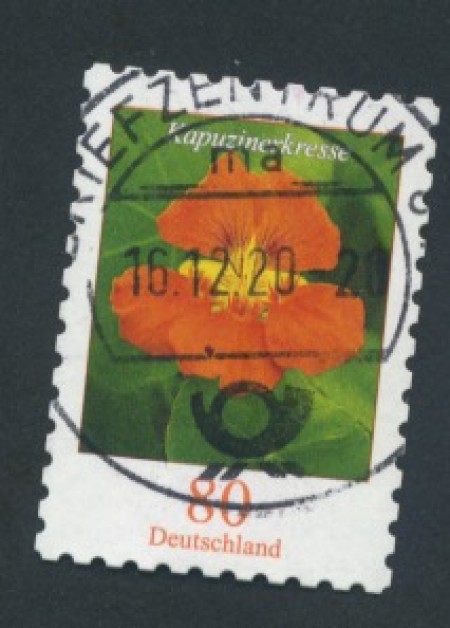 BRIEFZENTRUM
Kapuzinerkresse
ma
16.12.20 20
80
Deutschland